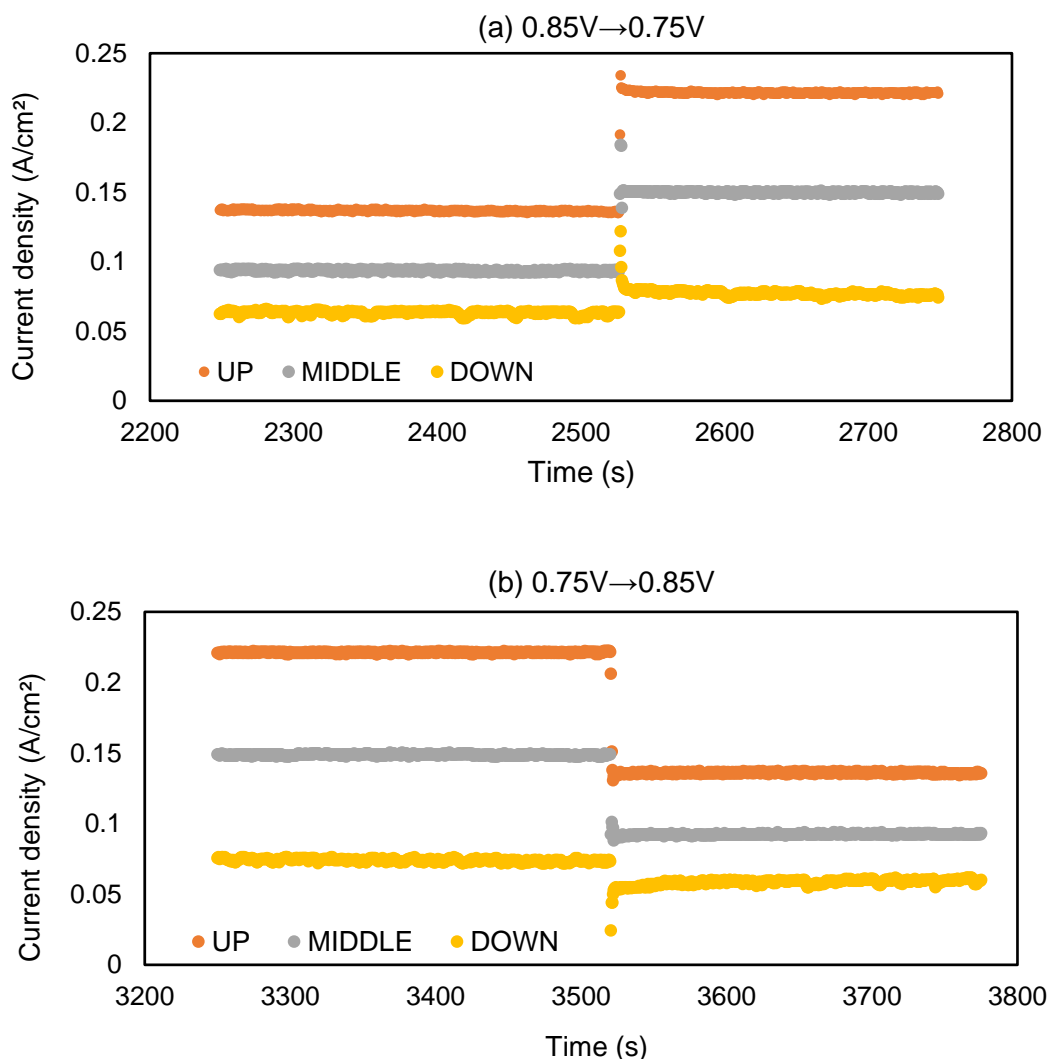 (a) 0.85V→0.75V
0.25
0.2
0.15
0.1
0.05
0
Current density (A/cm²)
UP MIDDLE DOWN
2200 2300 2400 2500 2600 2700 2800
Time (s)
(b) 0.75V→0.85V
0.25
0.2
0.15
0.1
0.05
0
Current density (A/cm²)
UP MIDDLE DOWN
3200 3300 3400 3500 3600 3700 3800
Time (s)